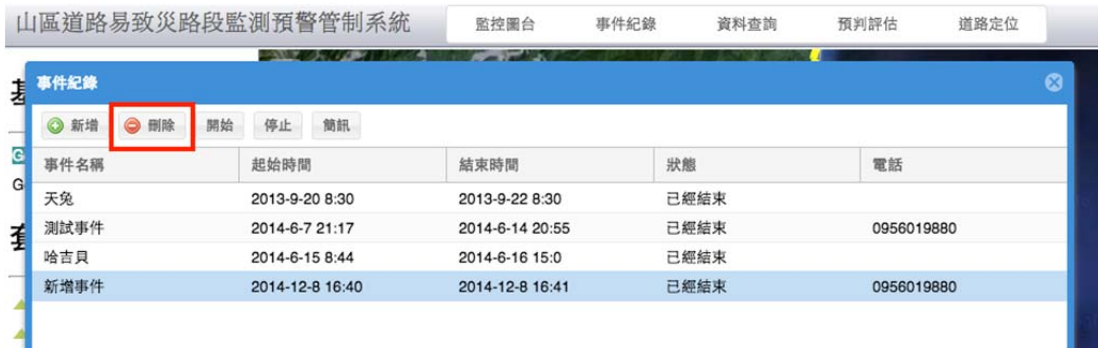 山區道路易致災路段監測預警管制系統 監控圖台 事件紀錄 資料查詢 預判評估 道路定位
事件紀錄
新增 刪除 開始 停止 簡訊
事件名稱 起始時間 結束時間 狀態 電話
天兔 2013-9-20 8:30 2013-9-22 8:30 已經結束
測試事件 2014-6-7 21:17 2014-6-14 20:55 已經結束 0956019880
哈吉貝 2014-6-15 8:44 2014-6-16 15:0 已經結束
新增事件 2014-12-8 16:40 2014-12-8 16:41 已經結束 0956019880